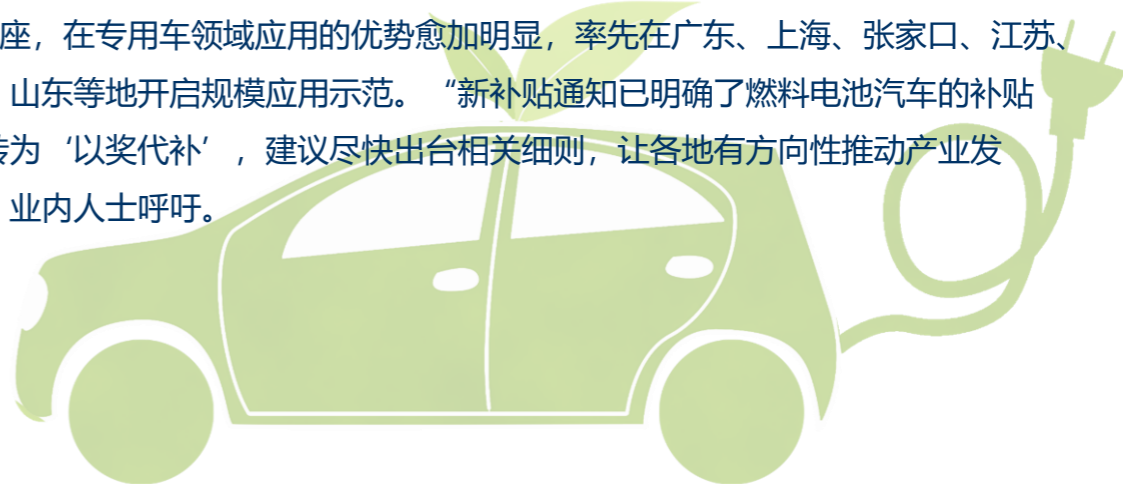 座，在专用车领域应用的优势愈加明显，率先在广东、上海、张家口、江苏、
山东等地开启规模应用示范。“新补贴通知已明确了燃料电池汽车的补贴
转为‘以奖代补’，建议尽快出台相关细则，让各地有方向性推动产业发
业内人士呼吁。